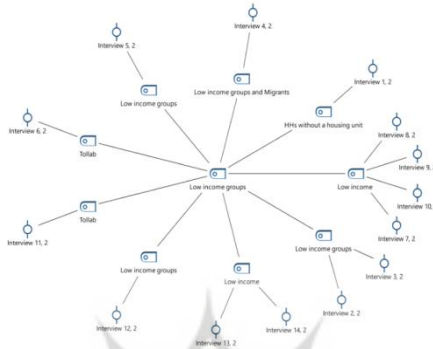 Interview 4, 2
Interview 5, 2
Interview 1, 2
Low income groups
Low income groups and Migrants
HHs without a housing unit
Interview 6, 2
Interview 8, 2
Tollab
Interview 9,
Low income groups
Low income
Interview 10,
Tollab
Interview 7, 2
Interview 11, 2
Low income groups
Low income groups
Interview 3, 2
Low income
Interview 2, 2
Interview 12, 2
Interview 13, 2
Interview 14, 2